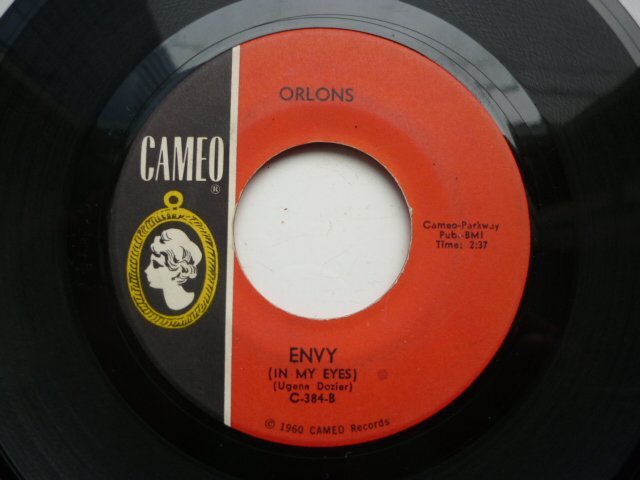 ORLONS
CAMEO
®
Cameo-Parkway
Pub.-BMI
Time: 2:37
ENVY
(IN MY EYES)
(Ugene Dozier)
C-384-B
© 1960 CAMEO Records